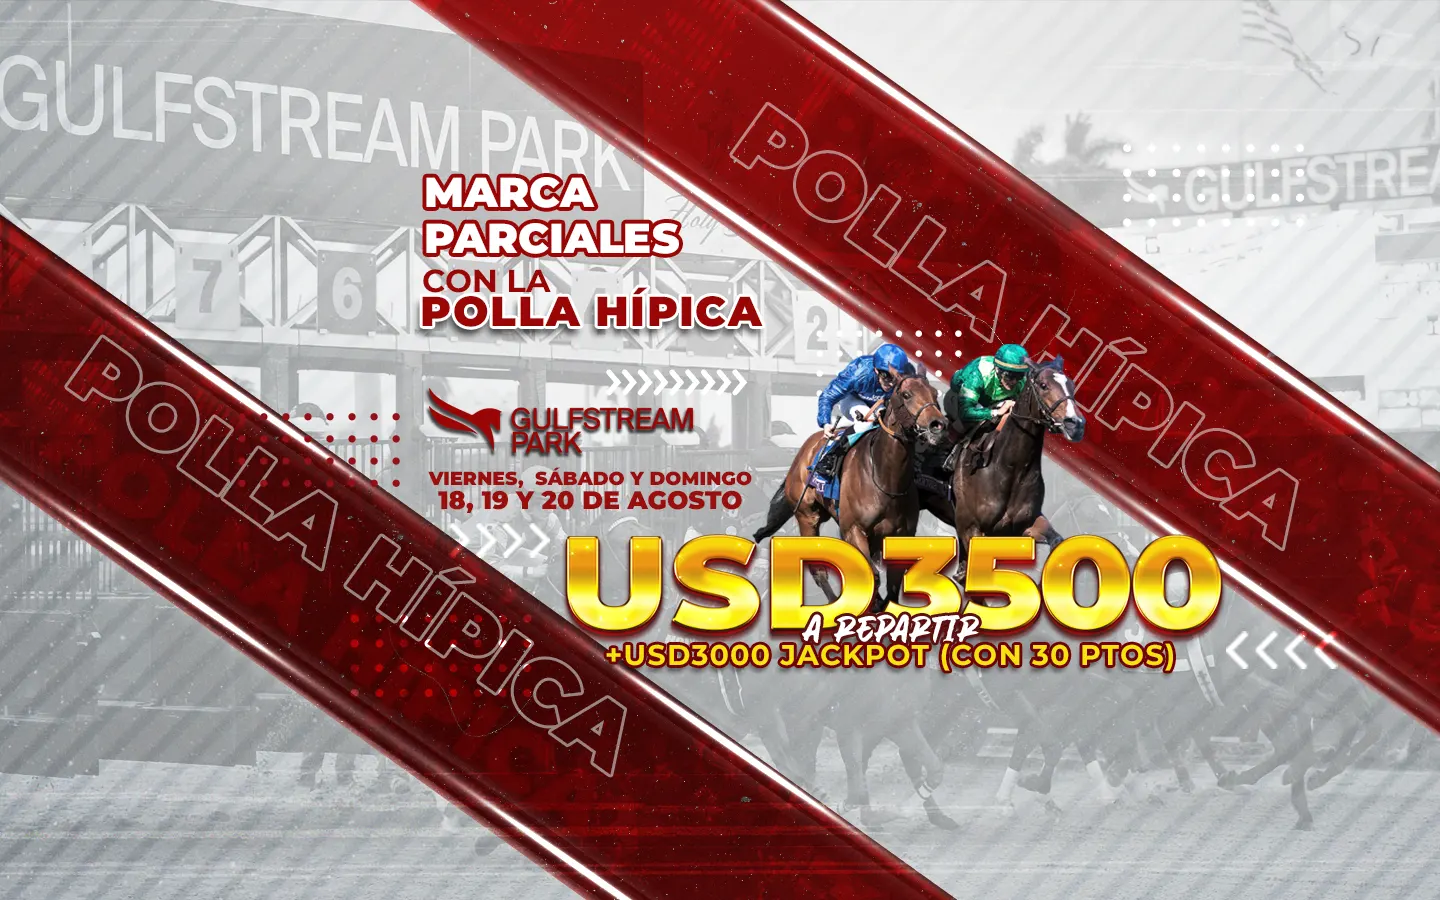 GULFSTREAM PARK
GULFSTREA
7
6
2
POLLA HÍPICA
MARCA
PARCIALES
CON LA
POLLA HÍPICA
GULFSTREAM
PARK
VIERNES, SÁBADO Y DOMINGO
18, 19 Y 20 DE AGOSTO
USD3500
A REPARTIR
+USD3000 JACKPOT (CON 30 PTOS)
POLLA HÍPICA